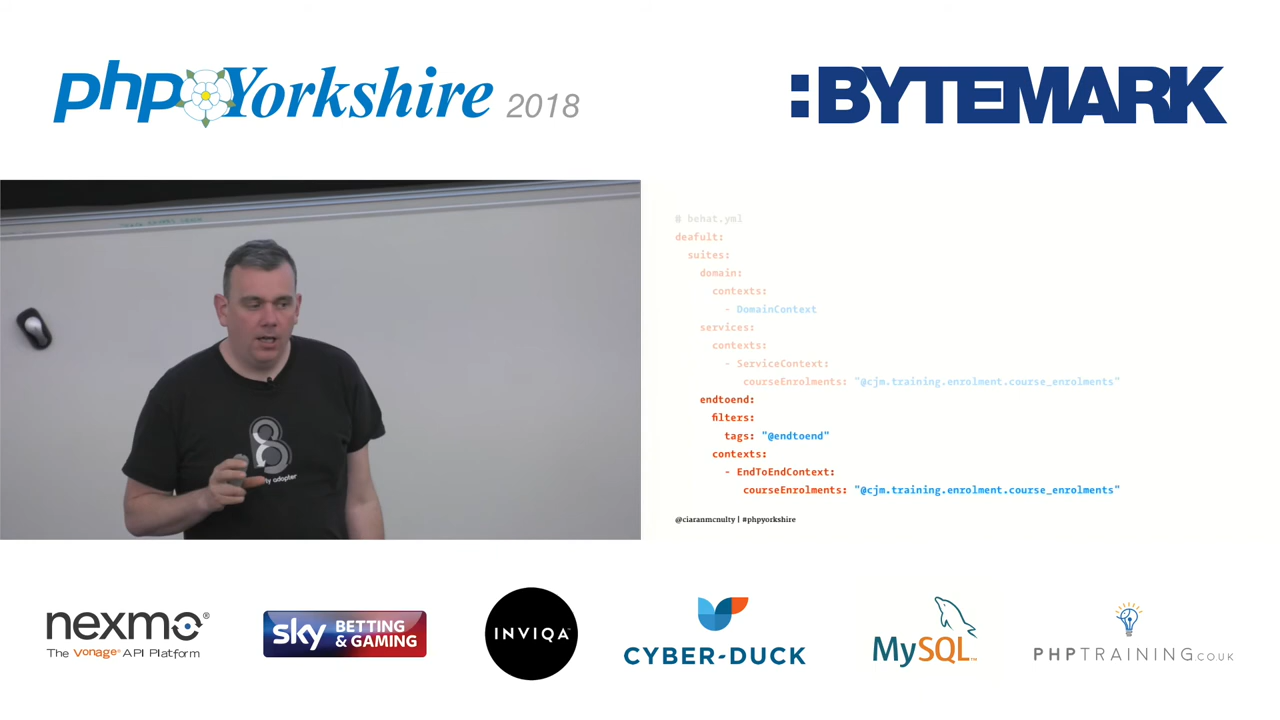 phpYorkshire 2018
:BYTEMARK
# behat.yml
deafult:
suites:
domain:
contexts:
- DomainContext
services:
contexts:
- ServiceContext:
courseEnrolments: "@cjm.training.enrolment.course_enrolments"
endtoend:
filters:
tags: "@endtoend"
contexts:
- EndToEndContext:
courseEnrolments: "@cjm.training.enrolment.course_enrolments"
@ciaranmcnulty | #phpyorkshire
nexmo®
The Vonage® API Platform
sky BETTING
& GAMING
INVIQA™
CYBER-DUCK
MySQL™
PHPTRAINING.CO.UK